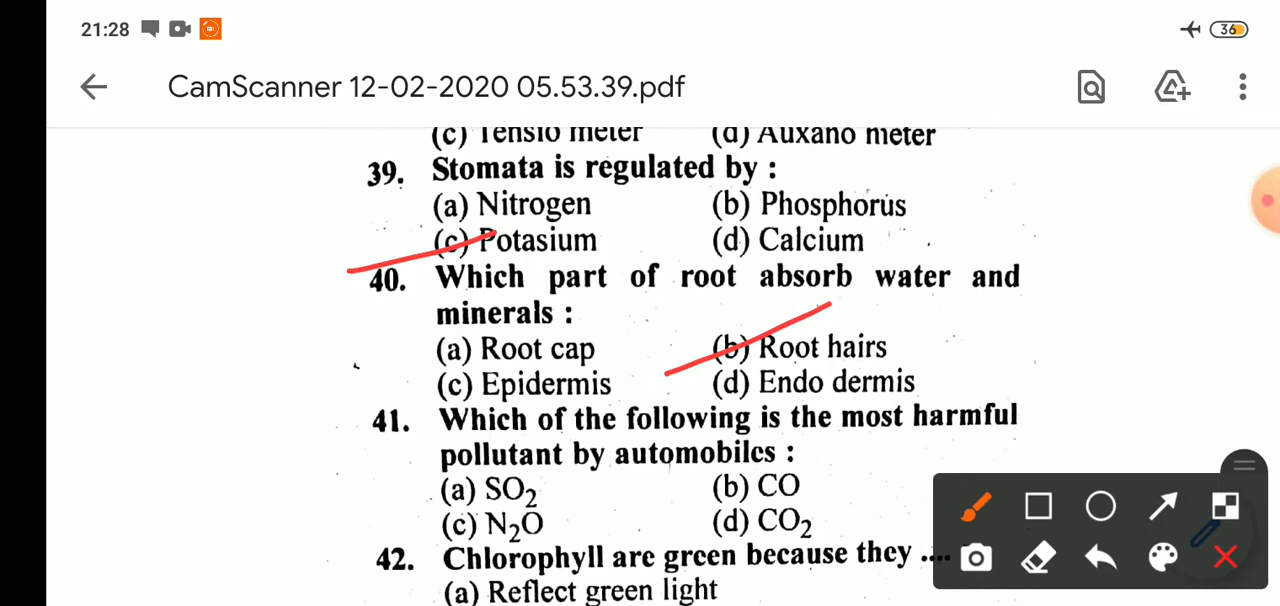 21:28
36
CamScanner 12-02-2020 05.53.39.pdf
(c) Tensio meter (d) Auxano meter
39. Stomata is regulated by :
(a) Nitrogen (b) Phosphorus
(c) Potasium (d) Calcium
40. Which part of root absorb water and
minerals :
(a) Root cap (b) Root hairs
(c) Epidermis (d) Endo dermis
41. Which of the following is the most harmful
pollutant by automobiles :
(a) SO₂ (b) CO
(c) N₂O (d) CO₂
42. Chlorophyll are green because they ....
(a) Reflect green light